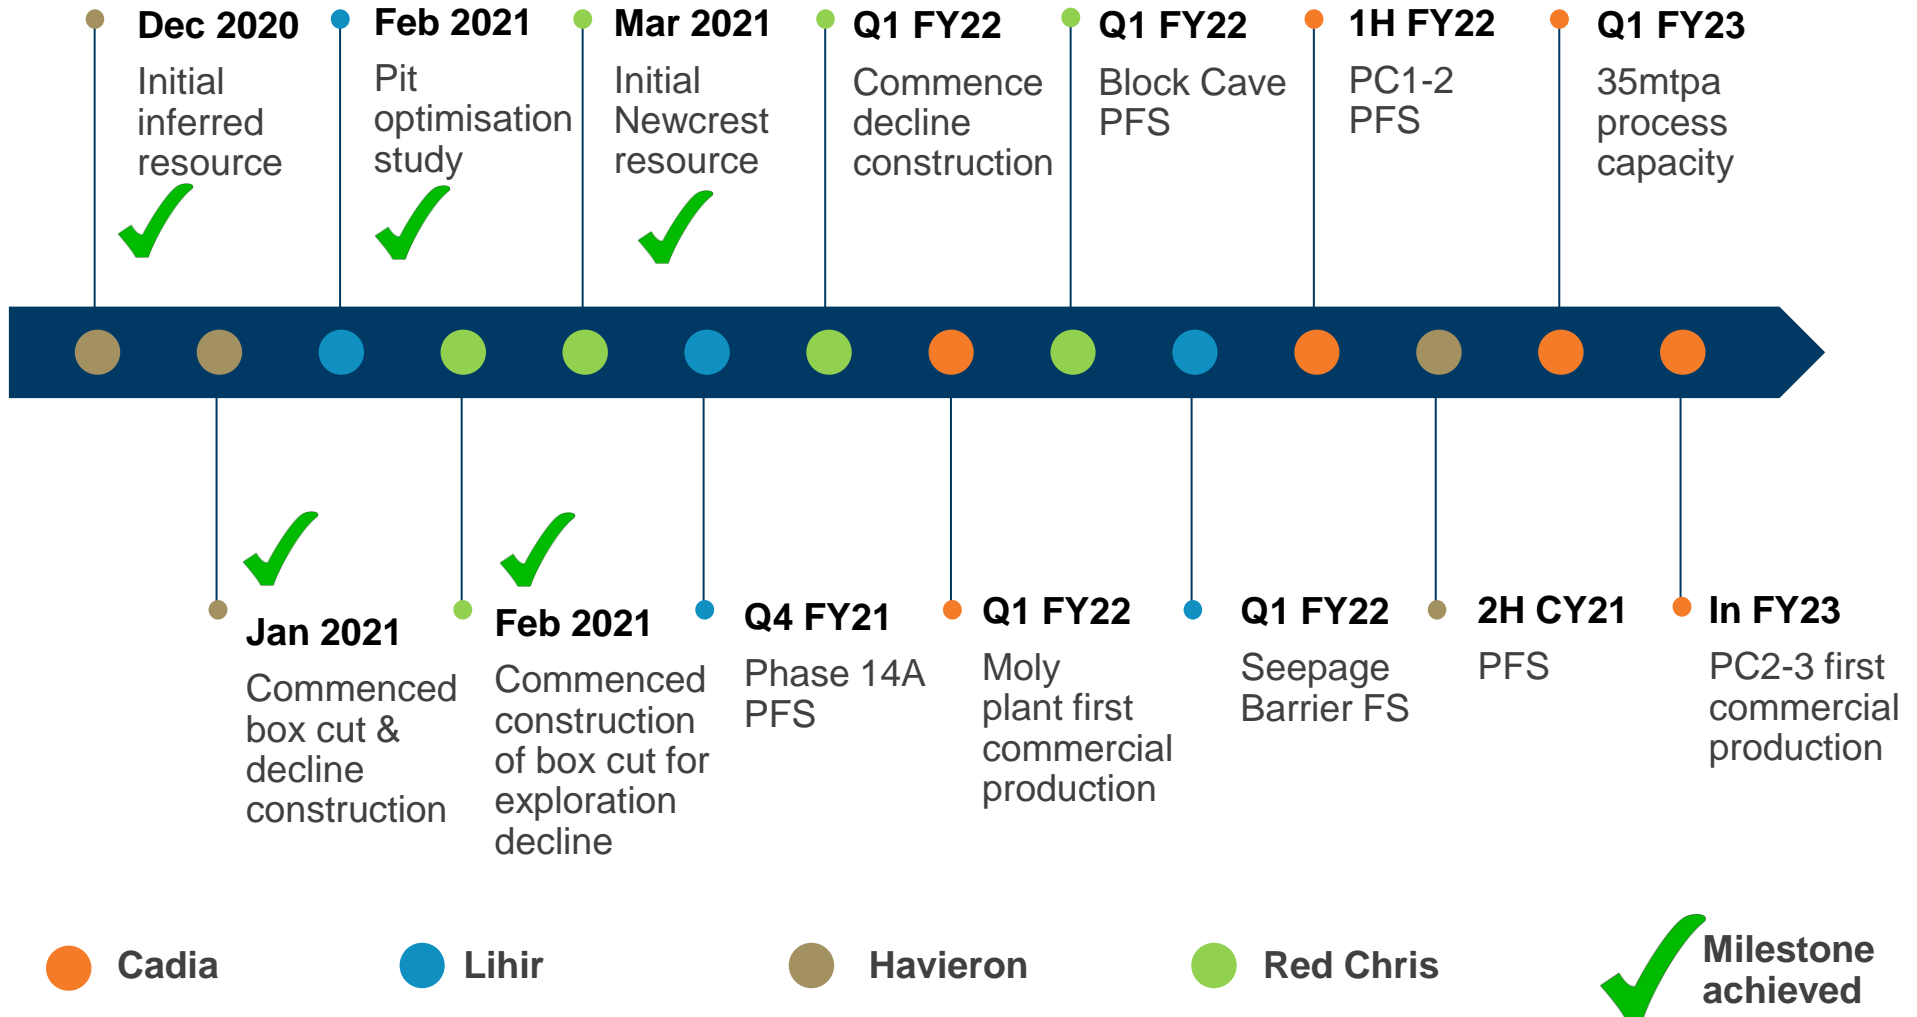 Dec 2020
Initial
inferred
resource
Feb 2021
Pit
optimisation
study
Mar 2021
Initial
Newcrest
resource
Q1 FY22
Commence
decline
construction
Q1 FY22
Block Cave
PFS
1H FY22
PC1-2
PFS
Q1 FY23
35mtpa
process
capacity
Jan 2021
Commenced
box cut &
decline
construction
Feb 2021
Commenced
construction
of box cut for
exploration
decline
Q4 FY21
Phase 14A
PFS
Q1 FY22
Moly
plant first
commercial
production
Q1 FY22
Seepage
Barrier FS
2H CY21
PFS
In FY23
PC2-3 first
commercial
production
Cadia
Lihir
Havieron
Red Chris
Milestone
achieved